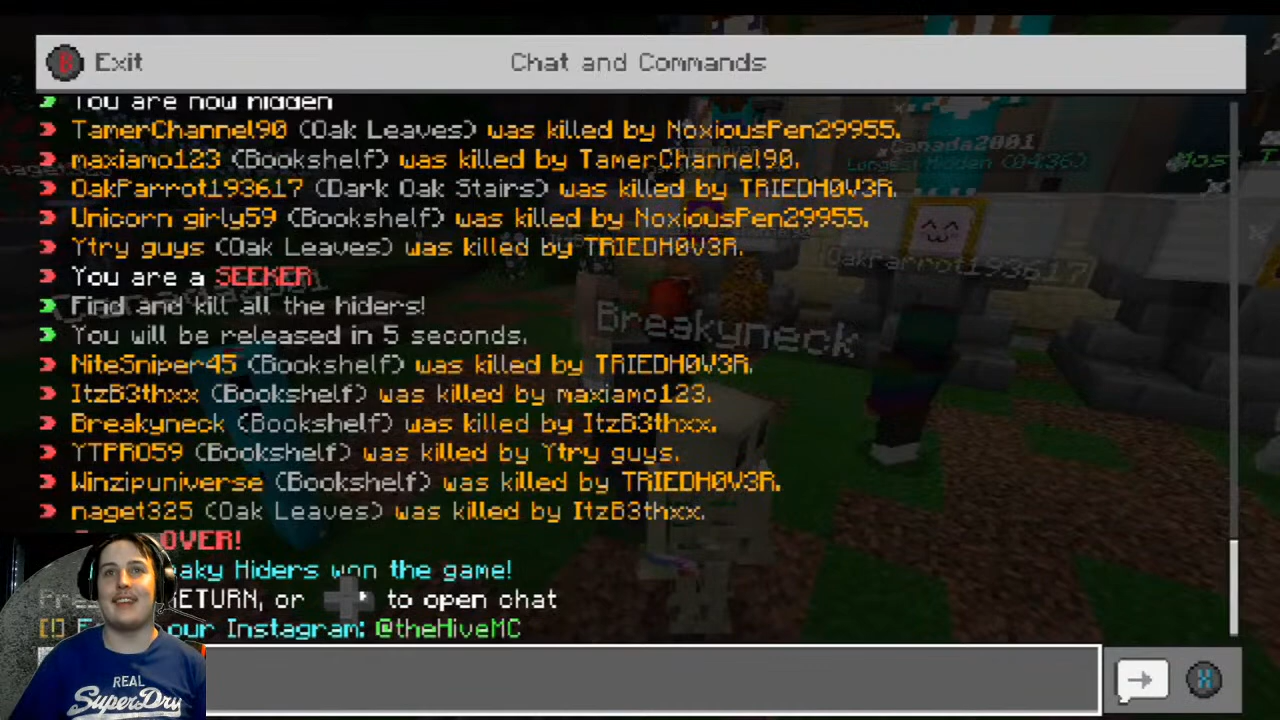 B Exit
Chat and Commands
You are now hidden
TamerChannel90 (Oak Leaves) was killed by NoxiousPen29955.
maxiamo123 (Bookshelf) was killed by TamerChannel90.
OakParrot193617 (Dark Oak Stairs) was killed by TRIEDH0V3R.
Unicorn girly59 (Bookshelf) was killed by NoxiousPen29955.
Ytry guys (Oak Leaves) was killed by TRIEDH0V3R.
You are a SEEKER
Find and kill all the hiders!
You will be released in 5 seconds.
NiteSniper45 (Bookshelf) was killed by TRIEDH0V3R.
ItzB3thxx (Bookshelf) was killed by maxiamo123.
Breakyneck (Bookshelf) was killed by ItzB3thxx.
YTPRO59 (Bookshelf) was killed by Ytry guys.
Winzipuniverse (Bookshelf) was killed by TRIEDH0V3R.
naget325 (Oak Leaves) was killed by ItzB3thxx.
OVER!
Hiders won the game!
RETURN, or to open chat
[!] our Instagram: @theHiveMC
X
Canada2001
Longest Hidden (04:36)
Most
OakParrot193617
Breakyneck
REAL
SuperDry